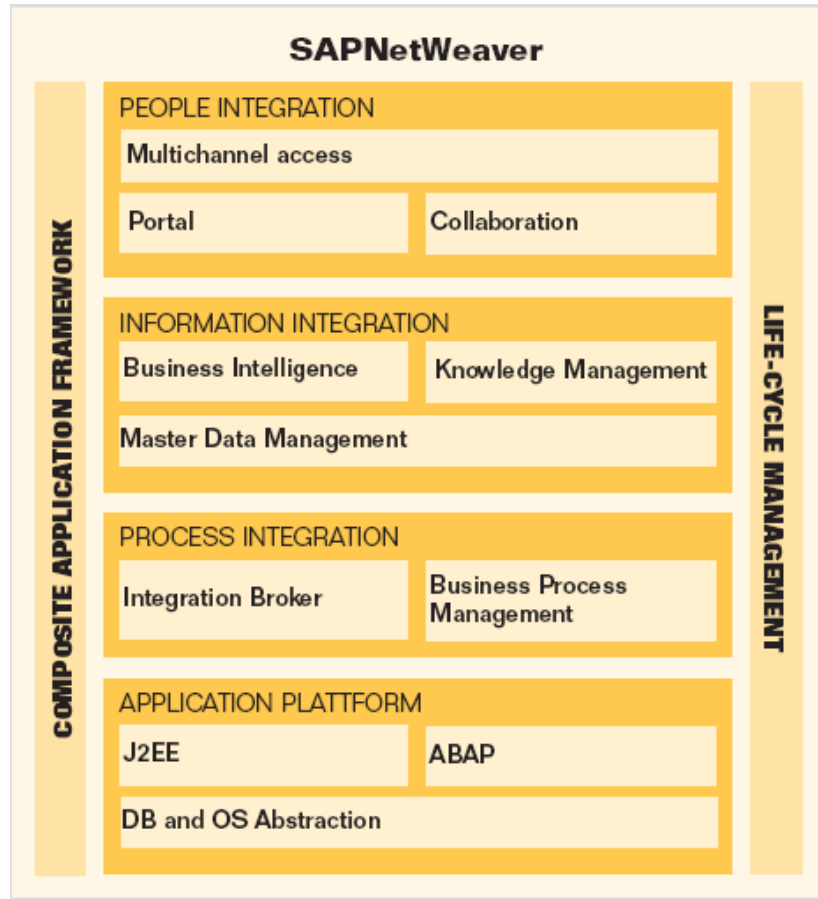 SAPNetWeaver
COMPOSITE APPLICATION FRAMEWORK
PEOPLE INTEGRATION
Multichannel access
Portal
Collaboration
INFORMATION INTEGRATION
Business Intelligence
Knowledge Management
Master Data Management
PROCESS INTEGRATION
Integration Broker
Business Process
Management
APPLICATION PLATTFORM
J2EE
ABAP
DB and OS Abstraction
LIFE-CYCLE MANAGEMENT